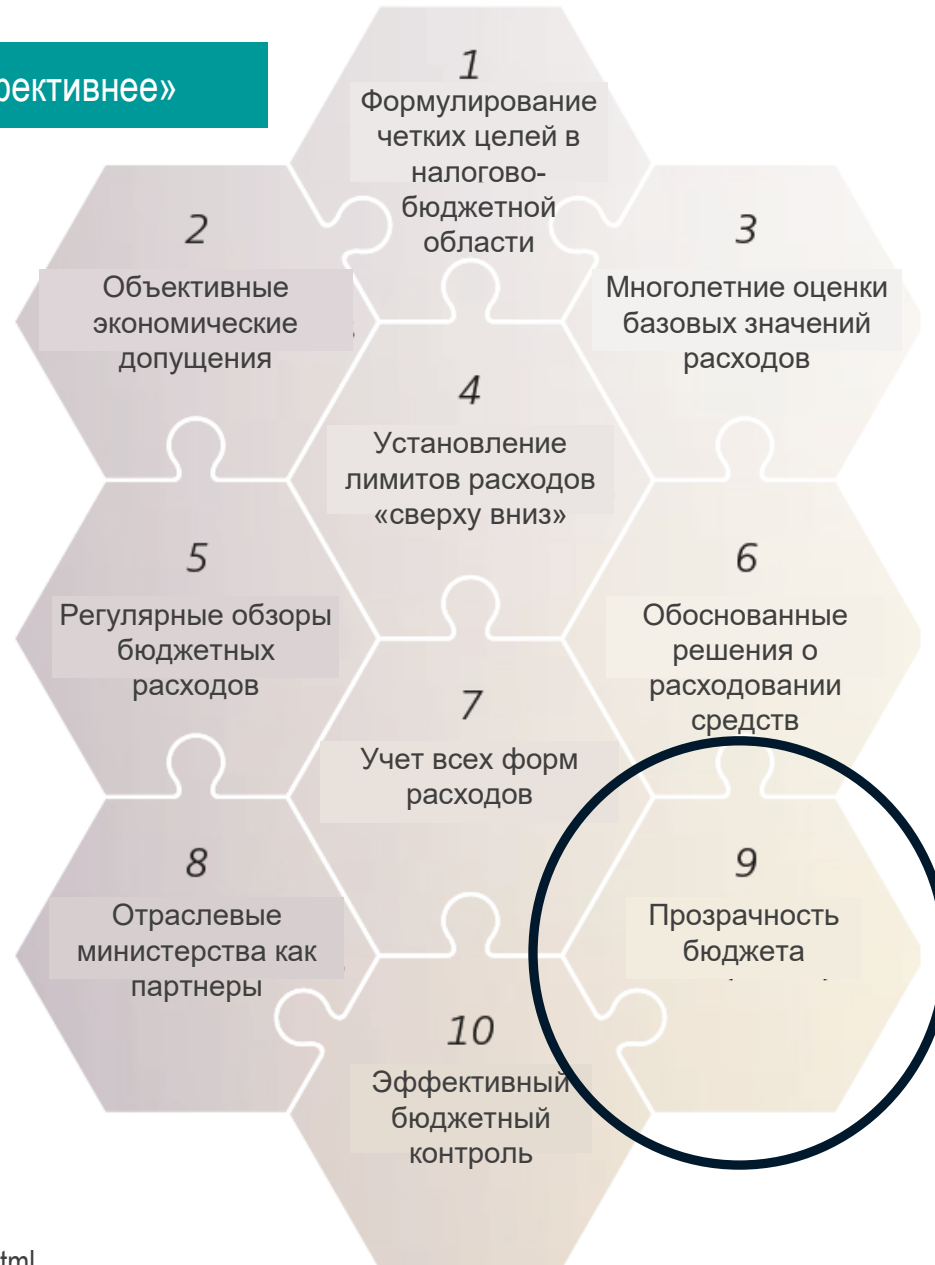 рективнее»
1
Формулирование
четких целей в
налогово-
бюджетной
области
2
Объективные
экономические
допущения
3
Многолетние оценки
базовых значений
расходов
4
Установление
лимитов расходов
«сверху вниз»
5
Регулярные обзоры
бюджетных
расходов
6
Обоснованные
решения о
расходовании
средств
7
Учет всех форм
расходов
8
Отраслевые
министерства как
партнеры
9
Прозрачность
бюджета
10
Эффективный
бюджетный
контроль
tml